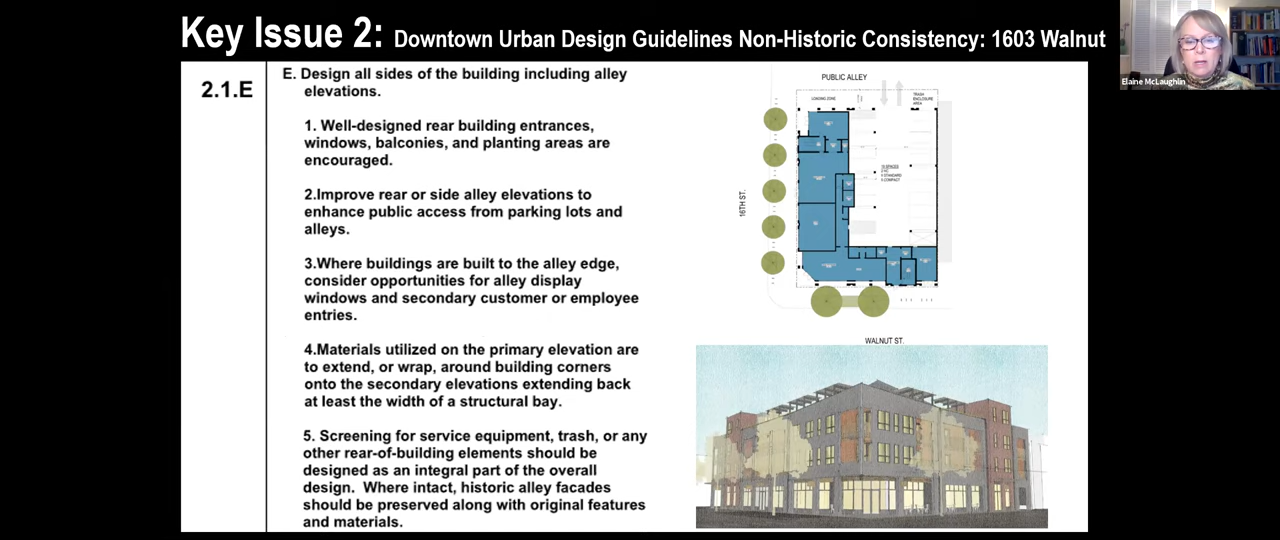 Key Issue 2: Downtown Urban Design Guidelines Non-Historic Consistency: 1603 Walnut
Elaine McLaughlin
2.1.E
E. Design all sides of the building including alley
elevations.
1. Well-designed rear building entrances,
windows, balconies, and planting areas are
encouraged.
2.Improve rear or side alley elevations to
enhance public access from parking lots and
alleys.
3.Where buildings are built to the alley edge,
consider opportunities for alley display
windows and secondary customer or employee
entries.
4.Materials utilized on the primary elevation are
to extend, or wrap, around building corners
onto the secondary elevations extending back
at least the width of a structural bay.
5. Screening for service equipment, trash, or any
other rear-of-building elements should be
designed as an integral part of the overall
design. Where intact, historic alley facades
should be preserved along with original features
and materials.
PUBLIC ALLEY
LOADING ZONE
TRASH
ENCLOSURE
AREA
16TH ST.
WALNUT ST.